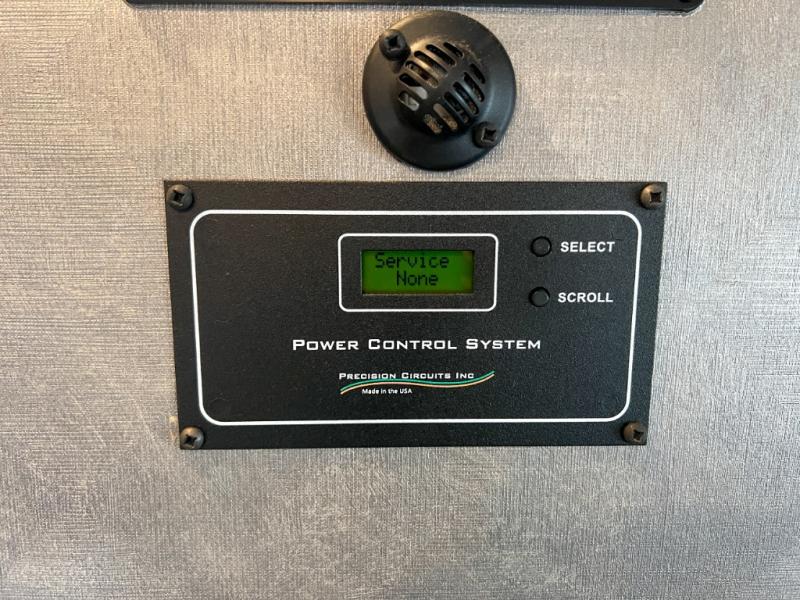 Service
None
SELECT
SCROLL
POWER CONTROL SYSTEM
PRECISION CIRCUITS INC
Made in the USA